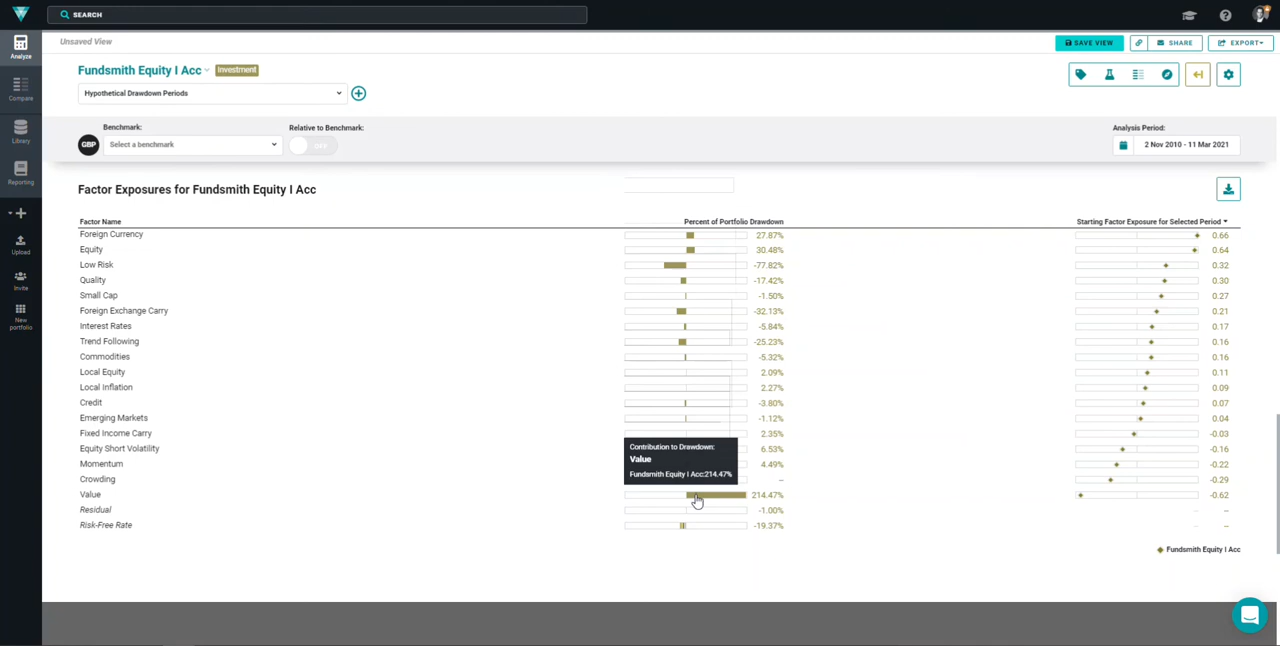 SEARCH
Analyze
Compare
Library
Reporting
Upload
Invite
New
portfolio
Unsaved View
SAVE VIEW
SHARE
EXPORT
Fundsmith Equity I Acc
Investment
Hypothetical Drawdown Periods
Benchmark:
Relative to Benchmark:
Analysis Period:
GBP
Select a benchmark
OFF
2 Nov 2010 - 11 Mar 2021
Factor Exposures for Fundsmith Equity I Acc
Factor Name Percent of Portfolio Drawdown Starting Factor Exposure for Selected Period
Foreign Currency 27.87% 0.66
Equity 30.48% 0.64
Low Risk -77.82% 0.32
Quality -17.42% 0.30
Small Cap -1.50% 0.27
Foreign Exchange Carry -32.13% 0.21
Interest Rates -5.84% 0.17
Trend Following -25.23% 0.16
Commodities -5.32% 0.16
Local Equity 2.09% 0.11
Local Inflation 2.27% 0.09
Credit -3.80% 0.07
Emerging Markets -1.12% 0.04
Fixed Income Carry 2.35% -0.03
Equity Short Volatility 6.53% -0.16
Momentum 4.49% -0.22
Crowding -- -0.29
Value 214.47% -0.62
Residual -1.00% -- --
Risk-Free Rate -19.37% -- --
Contribution to Drawdown:
Value
Fundsmith Equity I Acc:214.47%
Fundsmith Equity I Acc